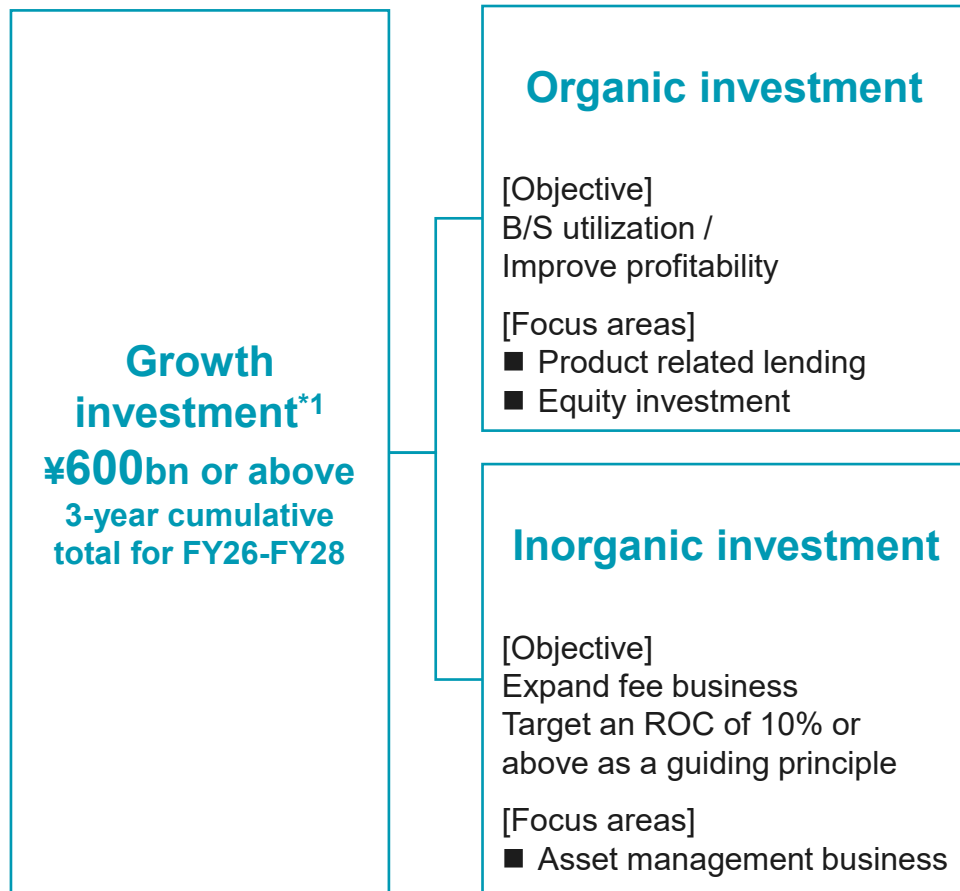 Growth
investment*1
¥600bn or above
3-year cumulative
total for FY26-FY28
Organic investment
[Objective]
B/S utilization /
Improve profitability
[Focus areas]
■ Product related lending
■ Equity investment
Inorganic investment
[Objective]
Expand fee business
Target an ROC of 10% or
above as a guiding principle
[Focus areas]
■ Asset management business